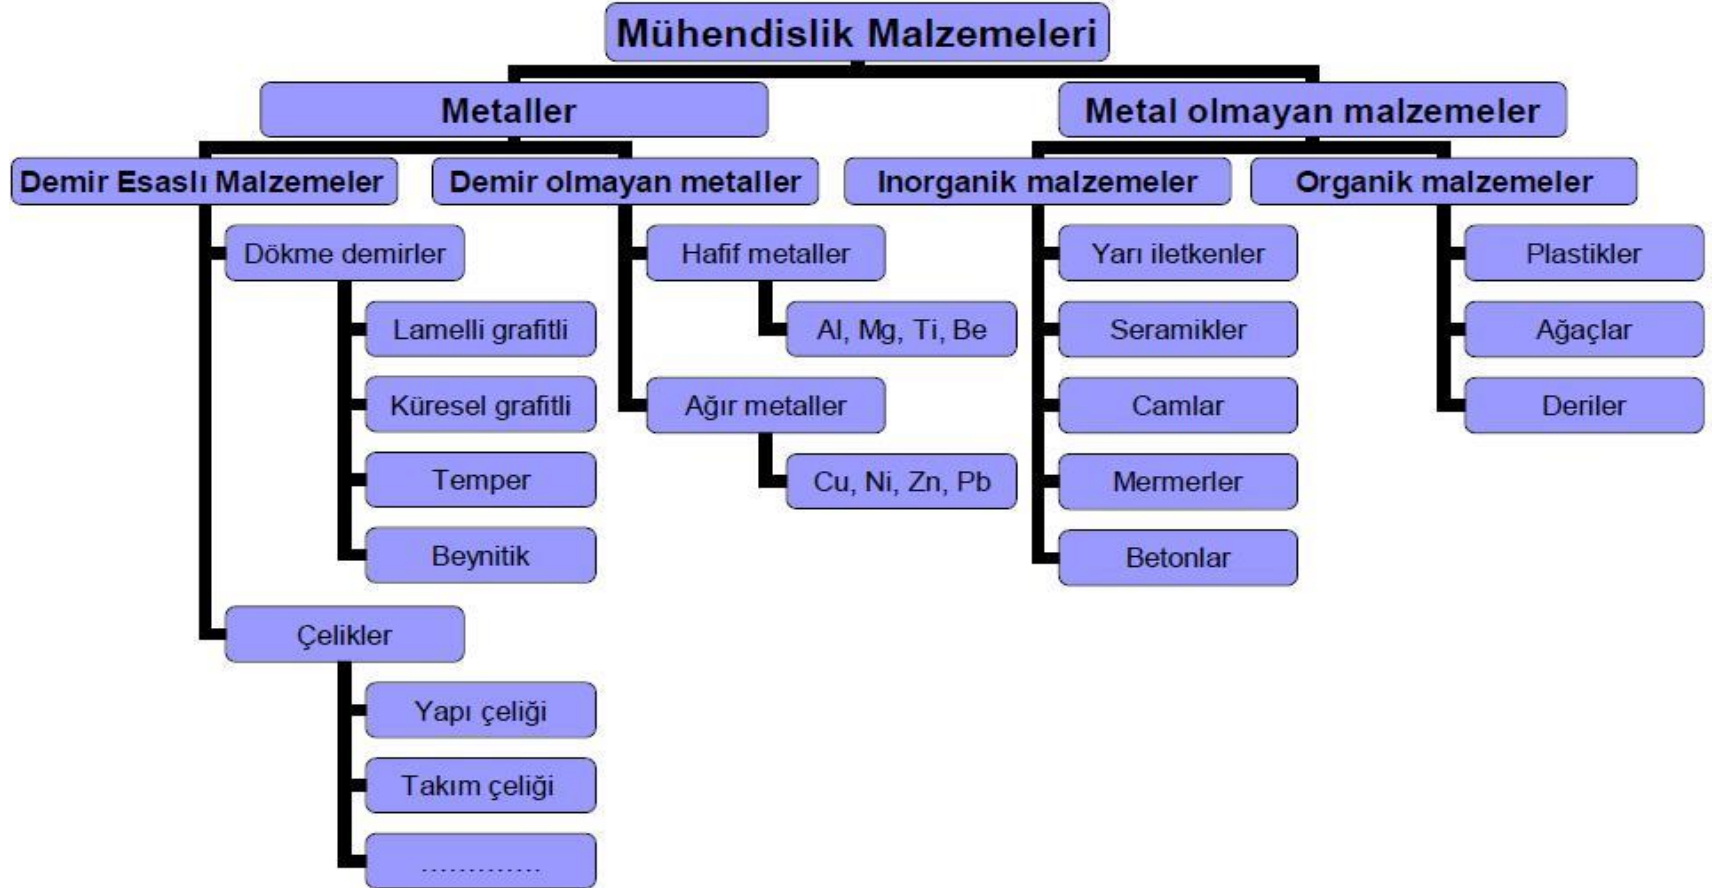 Mühendislik Malzemeleri
Metaller
Metal olmayan malzemeler
Demir Esaslı Malzemeler
Demir olmayan metaller
Inorganik malzemeler
Organik malzemeler
Dökme demirler
Lamelli grafitli
Küresel grafitli
Temper
Beynitik
Çelikler
Yapı çeliği
Takım çeliği
.............
Hafif metaller
Al, Mg, Ti, Be
Ağır metaller
Cu, Ni, Zn, Pb
Yarı iletkenler
Seramikler
Camlar
Mermerler
Betonlar
Plastikler
Ağaçlar
Deriler